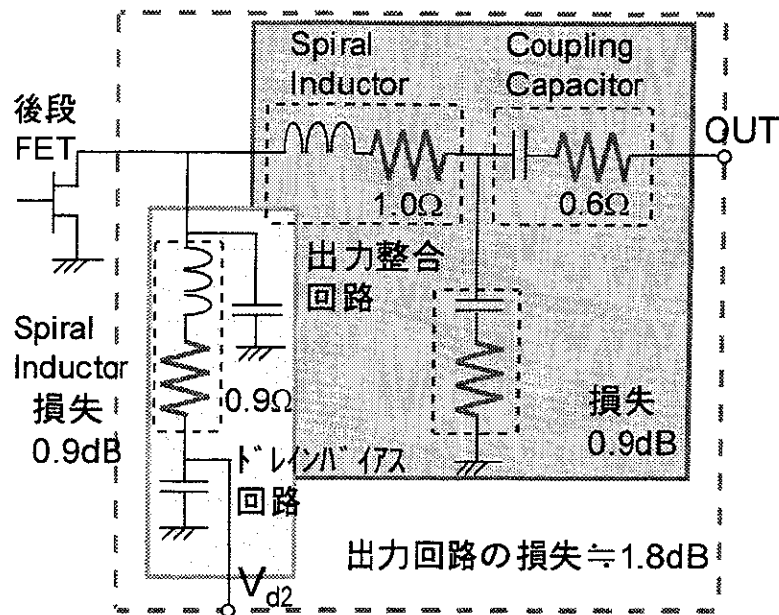 Spiral
Inductor
Coupling
Capacitor
後段
FET
OUT
1.0Ω
0.6Ω
出力整合
回路
Spiral
Inductor
損失
0.9dB
0.9Ω
損失
0.9dB
ﾄﾞﾚｲﾝﾊﾞｲｱｽ
回路
出力回路の損失≒1.8dB
Vd2